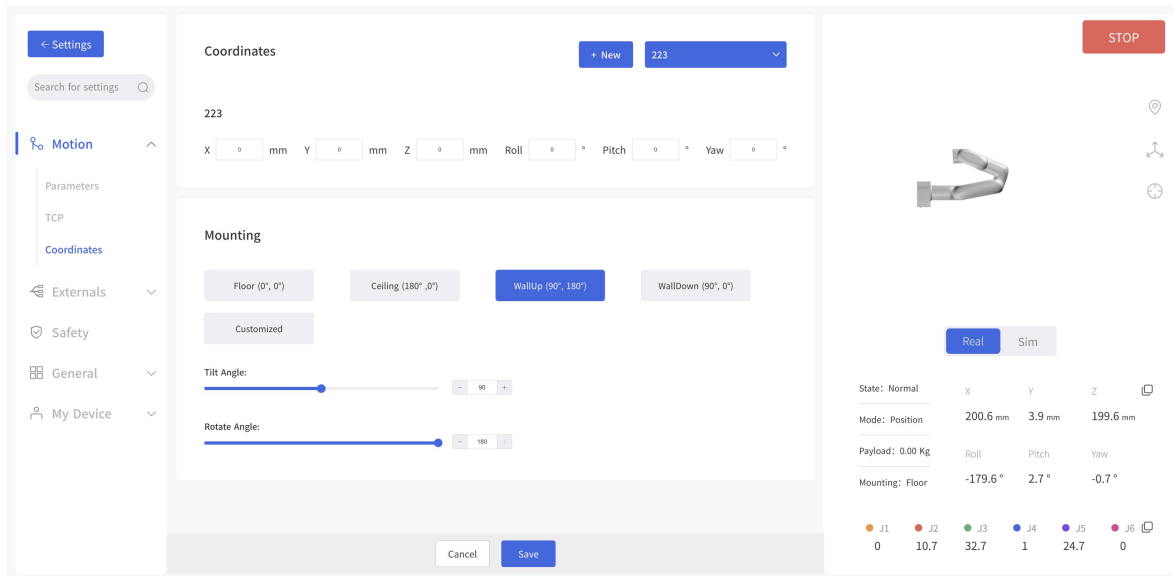 ← Settings
Search for settings
Motion
Parameters
TCP
Coordinates
Externals
Safety
General
My Device
Coordinates
+ New 223
223
X 0 mm Y 0 mm Z 0 mm Roll 0 ° Pitch 0 ° Yaw 0 °
Mounting
Floor (0°, 0°) Ceiling (180° ,0°) WallUp (90°, 180°) WallDown (90°, 0°)
Customized
Tilt Angle:
− 90 +
Rotate Angle:
− 180 +
Cancel Save
STOP
Real Sim
State: Normal X Y Z
Mode: Position 200.6 mm 3.9 mm 199.6 mm
Payload: 0.00 Kg Roll Pitch Yaw
Mounting: Floor -179.6 ° 2.7 ° -0.7 °
J1 J2 J3 J4 J5 J6
0 10.7 32.7 1 24.7 0